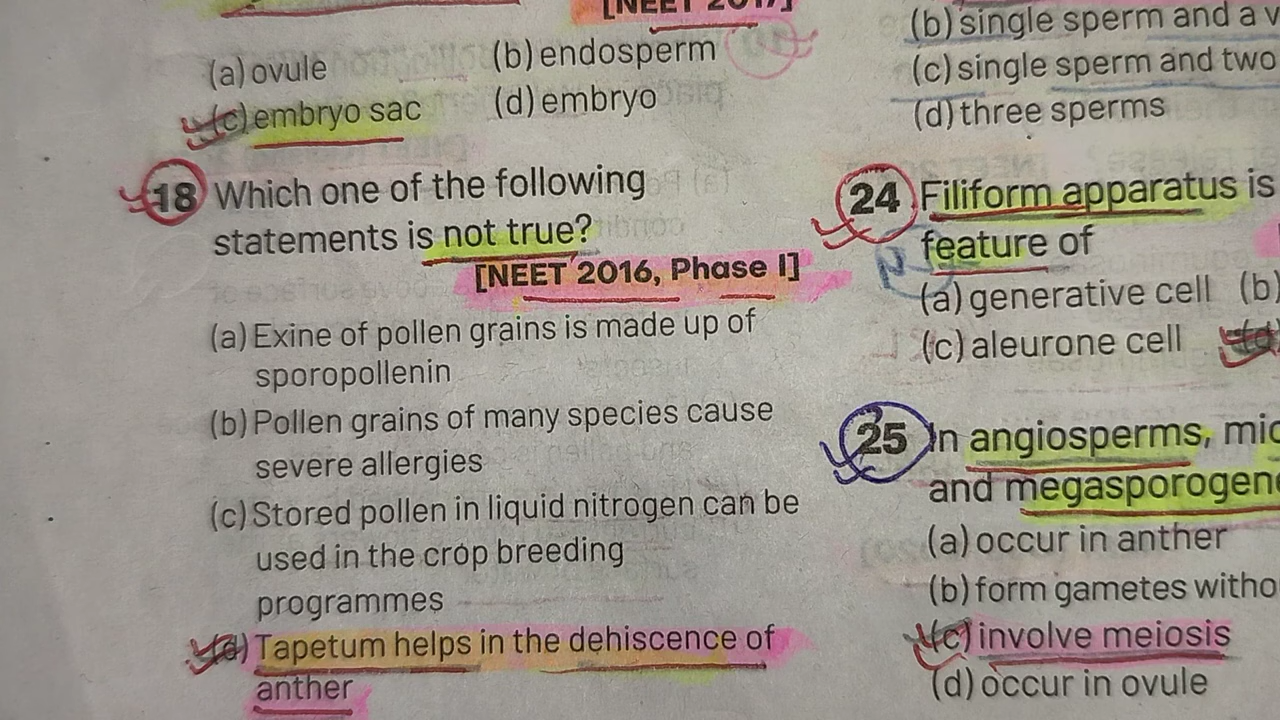 [NEET 2017]
(a) ovule (b) endosperm
(c) embryo sac (d) embryo
18 Which one of the following
statements is not true?
[NEET 2016, Phase I]
(a) Exine of pollen grains is made up of
sporopollenin
(b) Pollen grains of many species cause
severe allergies
(c) Stored pollen in liquid nitrogen can be
used in the crop breeding
programmes
(d) Tapetum helps in the dehiscence of
anther
(b) single sperm and a
(c) single sperm and two
(d) three sperms
24 Filiform apparatus is
feature of
(a) generative cell (b)
(c) aleurone cell (d)
25 In angiosperms,
and
(a) occur in anther
(b) form gametes
(c) involve meiosis
(d) occur in ovule